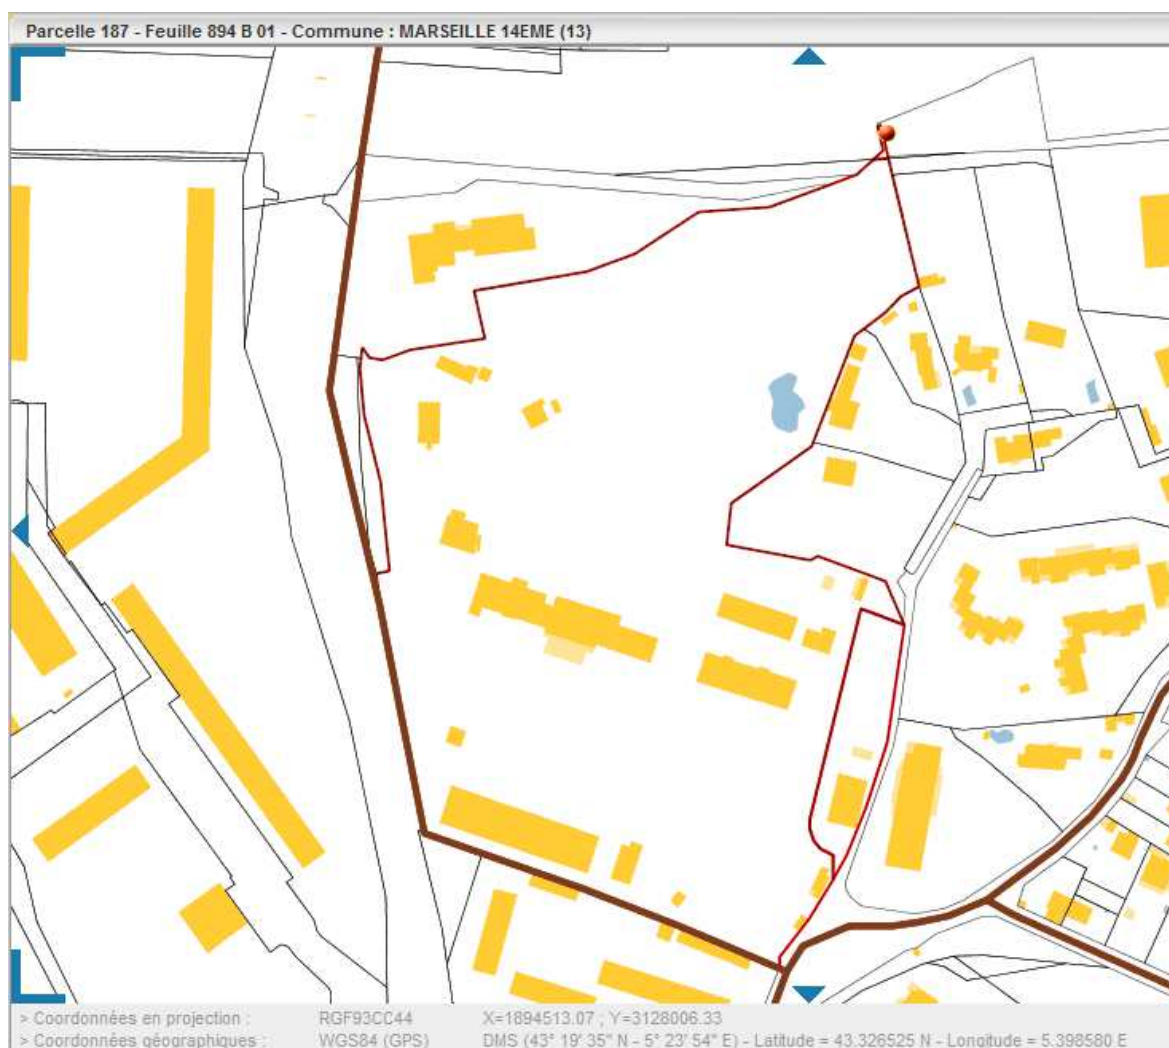 Parcelle 187 - Feuille 894 B 01 - Commune : MARSEILLE 14EME (13)
> Coordonnées en projection : RGF93CC44 X=1894513.07 ; Y=3128006.33
> Coordonnées géographiques : WGS84 (GPS) DMS (43° 19' 35" N - 5° 23' 54" E) - Latitude = 43.326525 N - Longitude = 5.398580 E